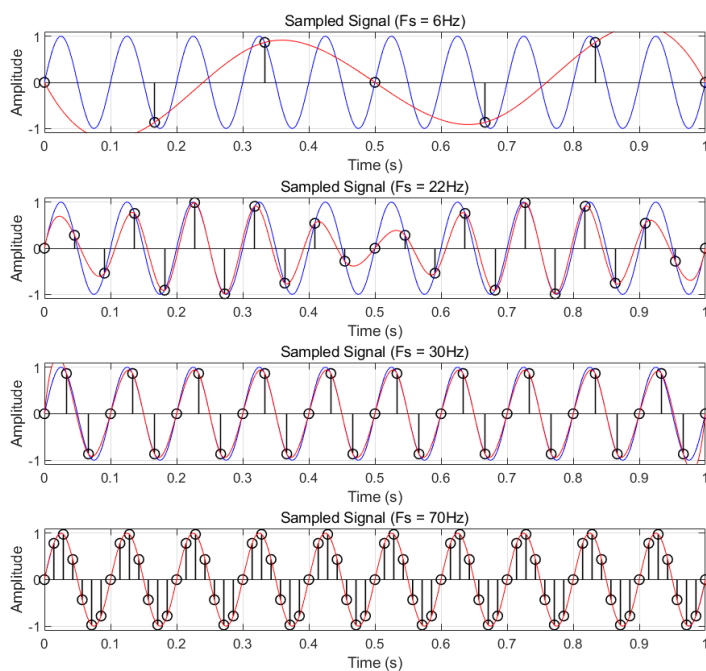 Sampled Signal (Fs = 6Hz)
1
0
-1
Amplitude
0 0.1 0.2 0.3 0.4 0.5 0.6 0.7 0.8 0.9 1
Time (s)
Sampled Signal (Fs = 22Hz)
1
0
-1
Amplitude
0 0.1 0.2 0.3 0.4 0.5 0.6 0.7 0.8 0.9 1
Time (s)
Sampled Signal (Fs = 30Hz)
1
0
-1
Amplitude
0 0.1 0.2 0.3 0.4 0.5 0.6 0.7 0.8 0.9 1
Time (s)
Sampled Signal (Fs = 70Hz)
1
0
-1
Amplitude
0 0.1 0.2 0.3 0.4 0.5 0.6 0.7 0.8 0.9 1
Time (s)